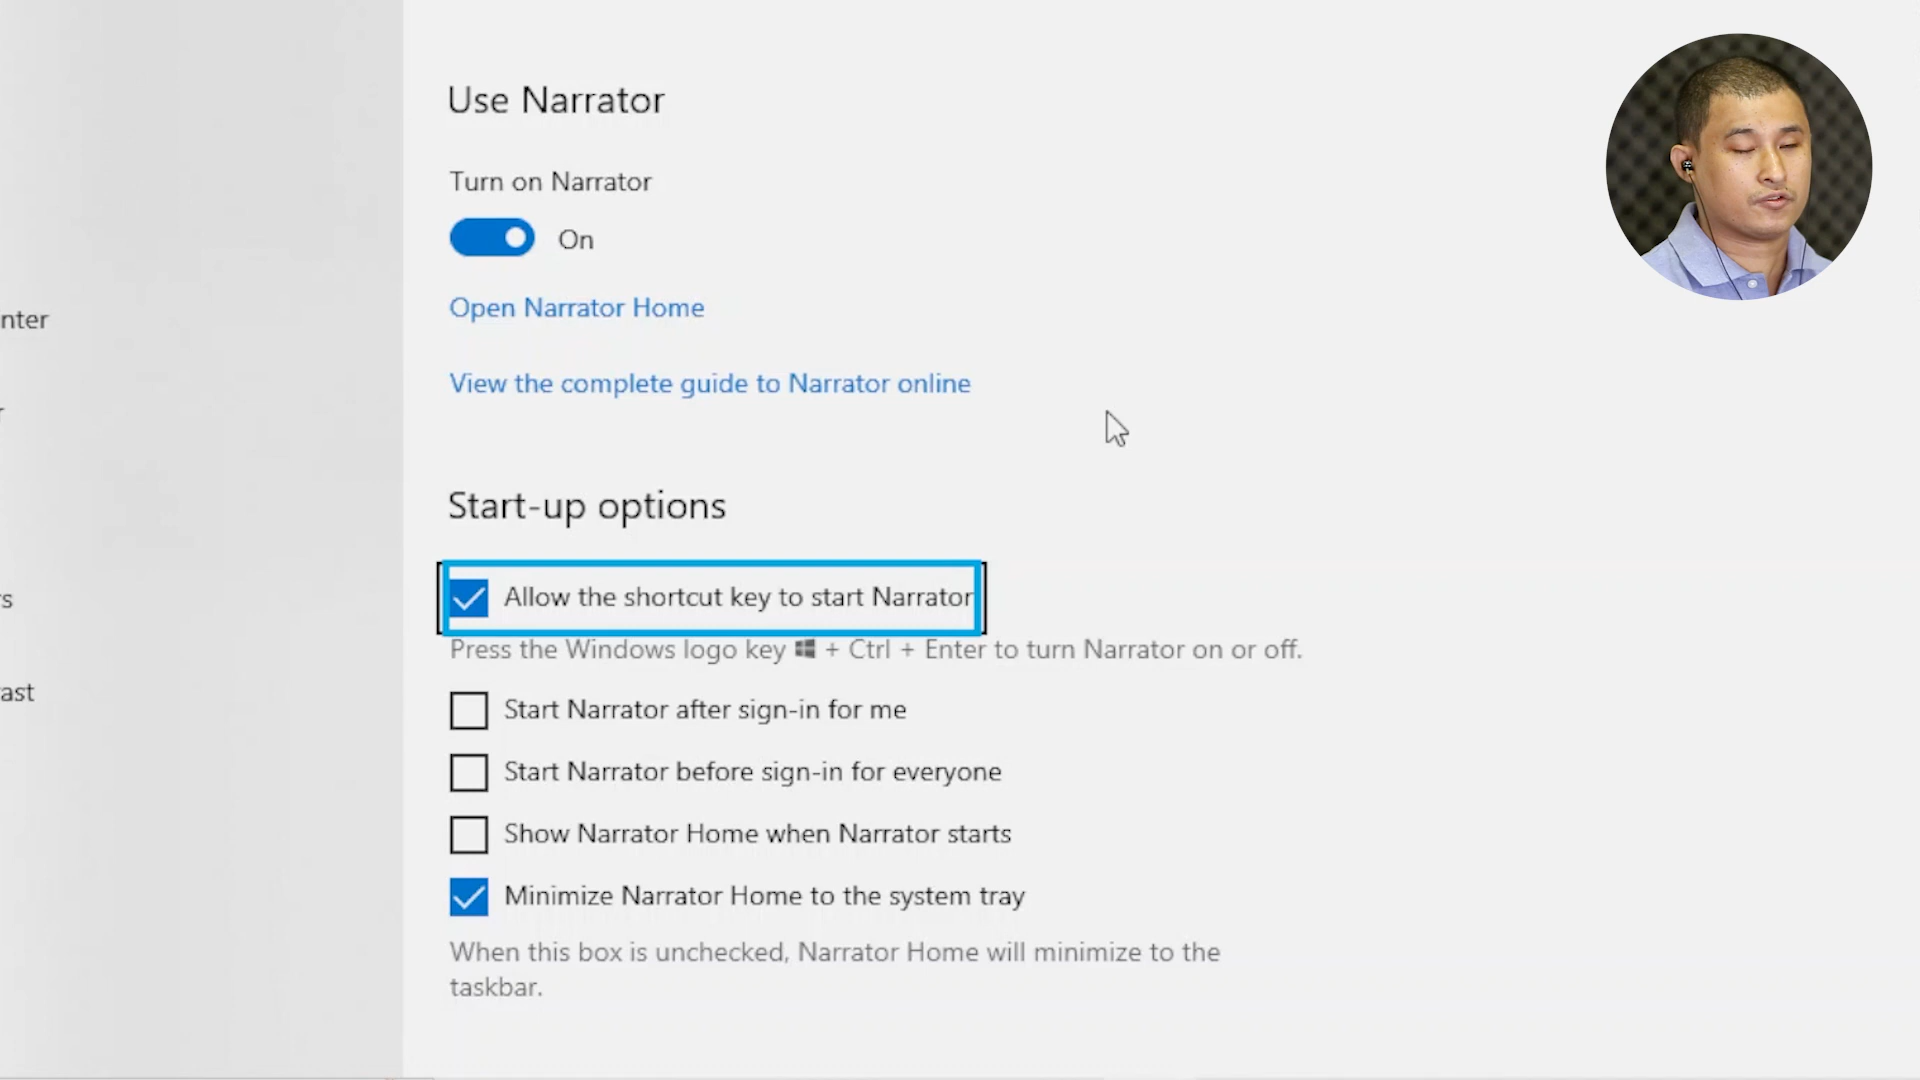 Use Narrator
Turn on Narrator
On
Open Narrator Home
nter
View the complete guide to Narrator online
r
Start-up options
Allow the shortcut key to start Narrator
rs
Press the Windows logo key + Ctrl + Enter to turn Narrator on or off.
ast
Start Narrator after sign-in for me
Start Narrator before sign-in for everyone
Show Narrator Home when Narrator starts
Minimize Narrator Home to the system tray
When this box is unchecked, Narrator Home will minimize to the
taskbar.